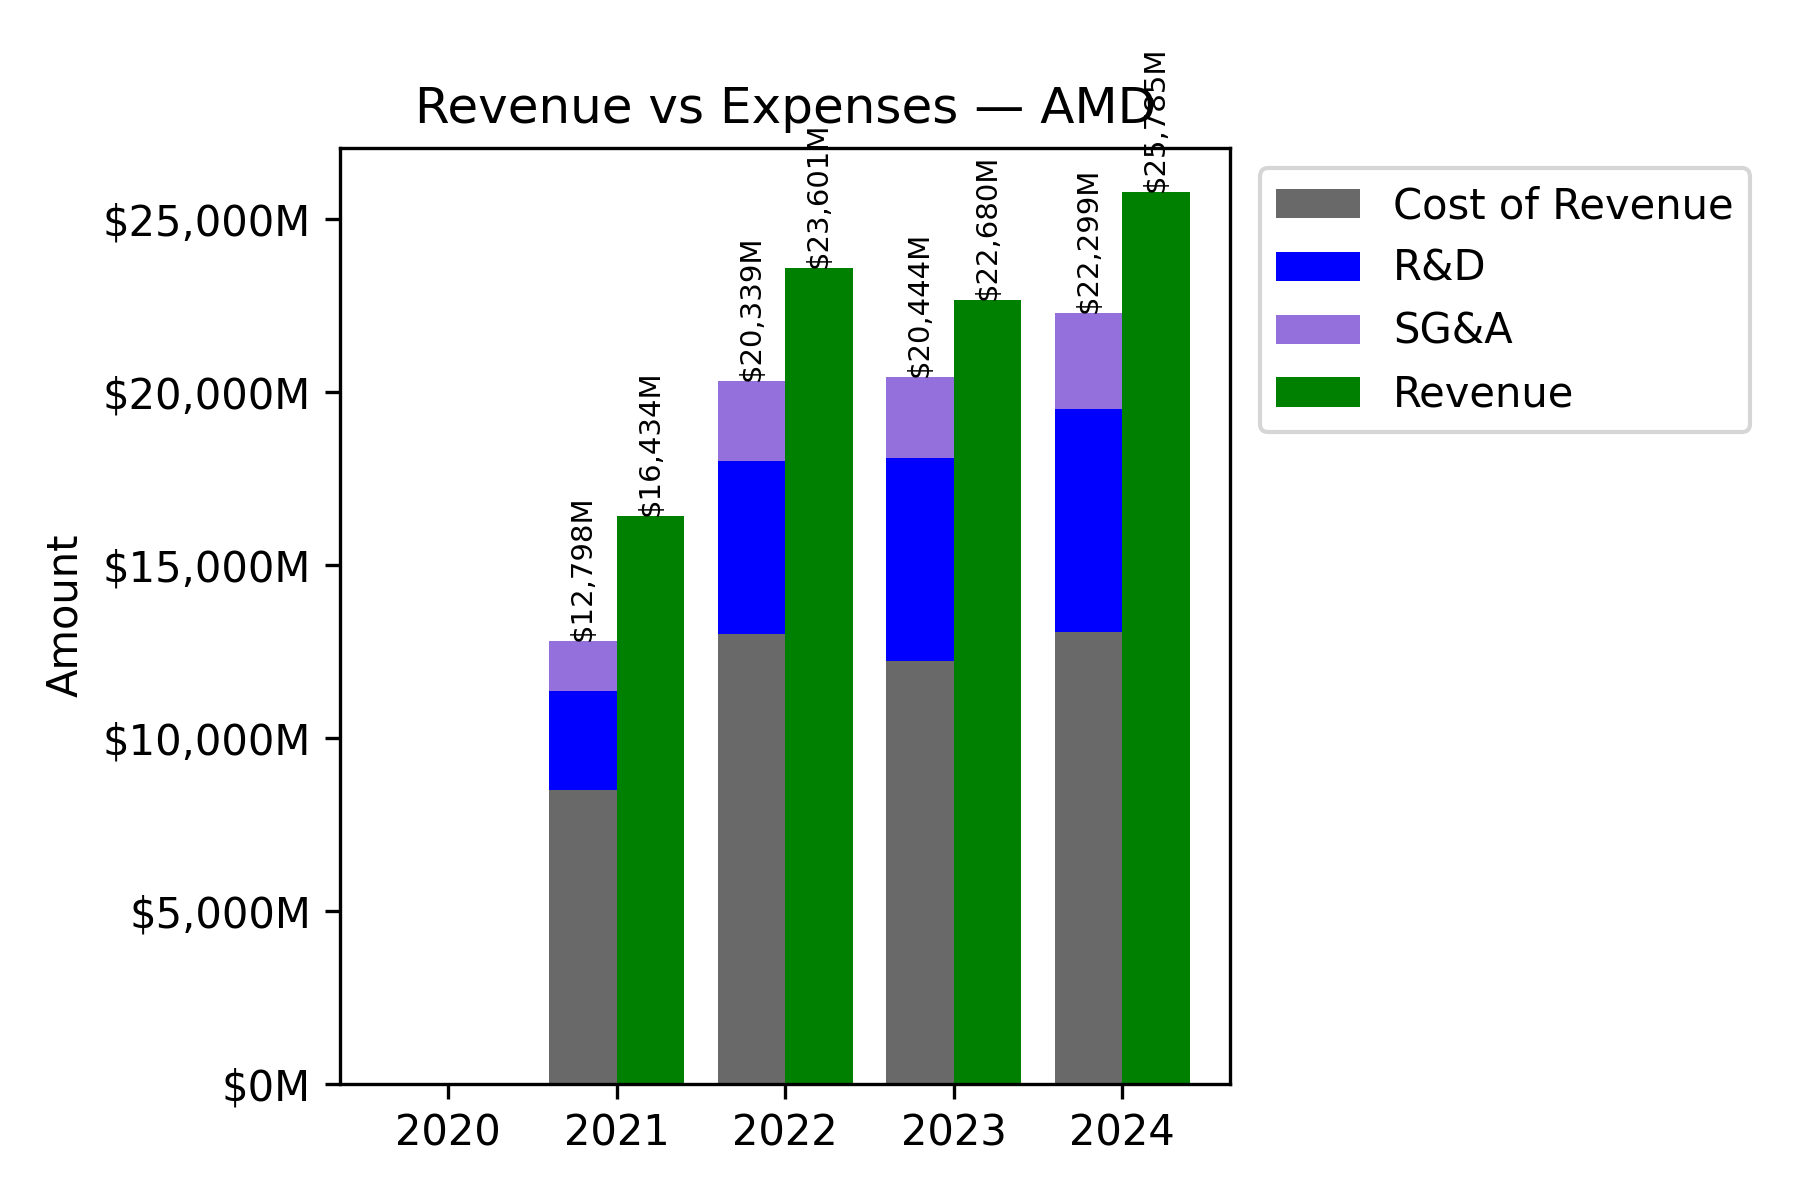 Revenue vs Expenses — AMD
Amount
$25,000M
$20,000M
$15,000M
$10,000M
$5,000M
$0M
$12,798M
$16,434M
$20,339M
$23,601M
$20,444M
$22,680M
$22,299M
$25,785M
2020 2021 2022 2023 2024
Cost of Revenue
R&D
SG&A
Revenue